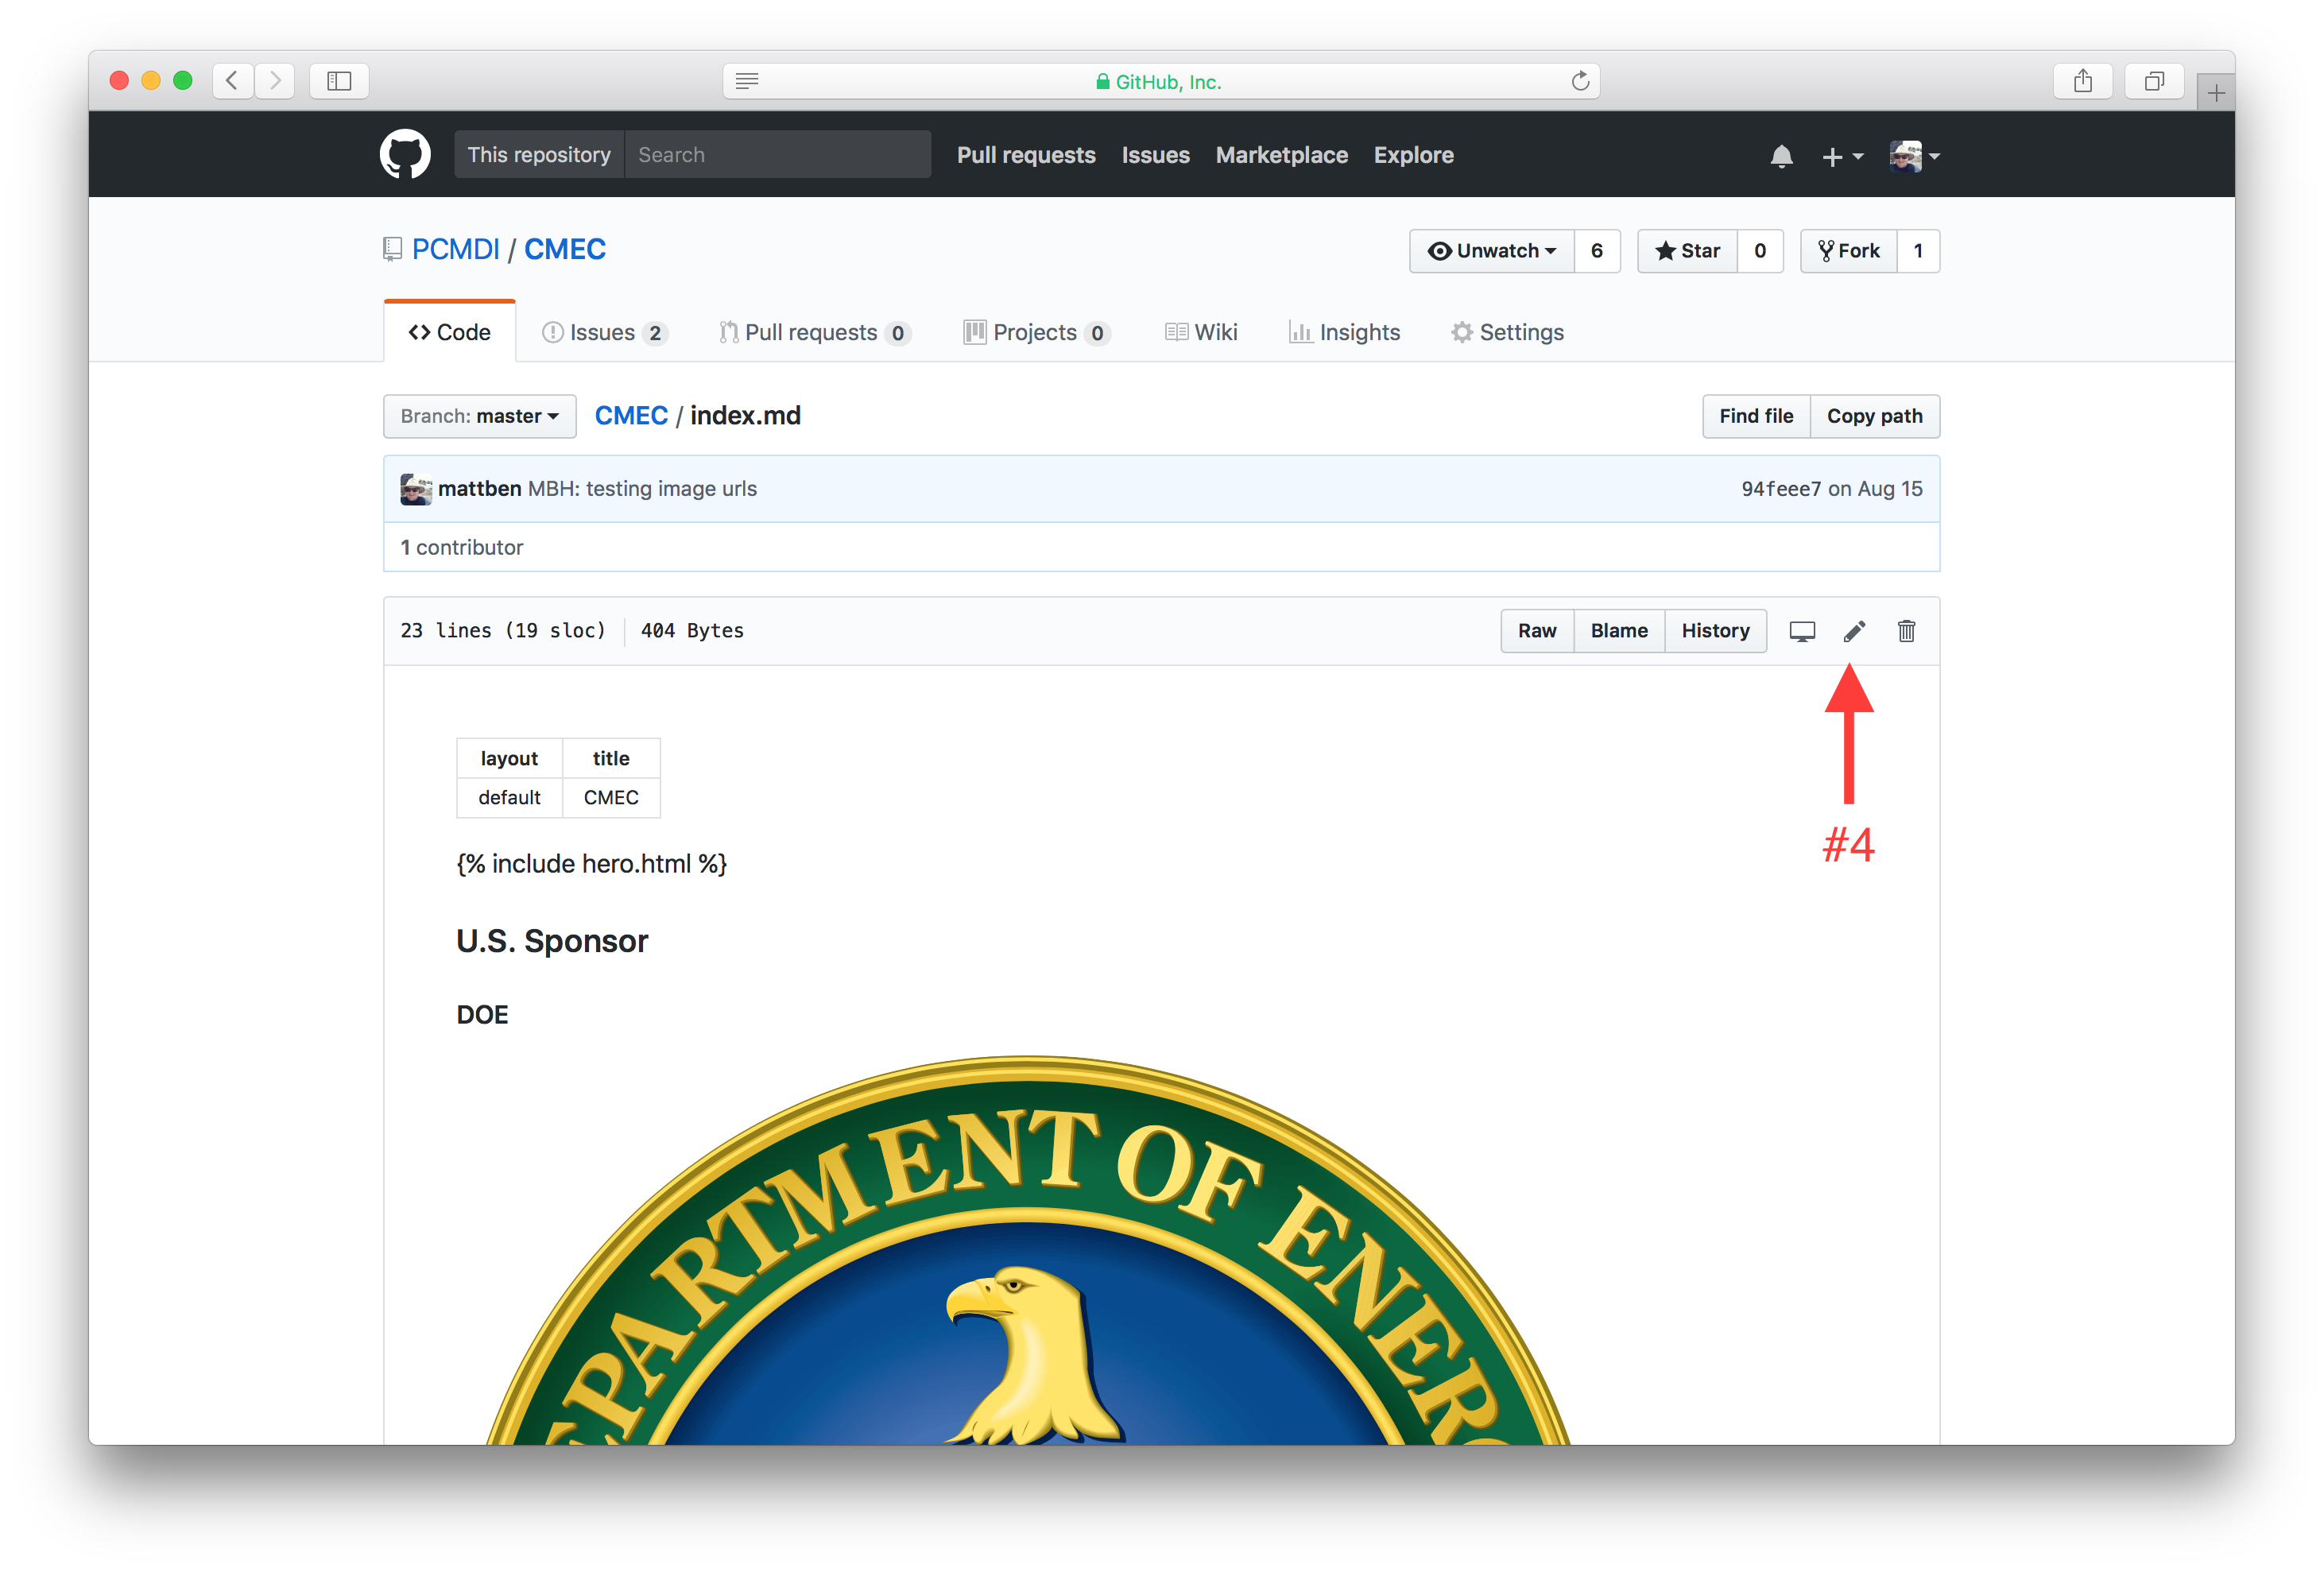 GitHub, Inc.
This repository Search Pull requests Issues Marketplace Explore
PCMDI / CMEC Unwatch 6 Star 0 Fork 1
Code Issues 2 Pull requests 0 Projects 0 Wiki Insights Settings
Branch: master CMEC / index.md Find file Copy path
mattben MBH: testing image urls 94feee7 on Aug 15
1 contributor
23 lines (19 sloc) 404 Bytes Raw Blame History
#4
layout title
default CMEC
{% include hero.html %}
U.S. Sponsor
DOE
EPARTMENT OF ENERG